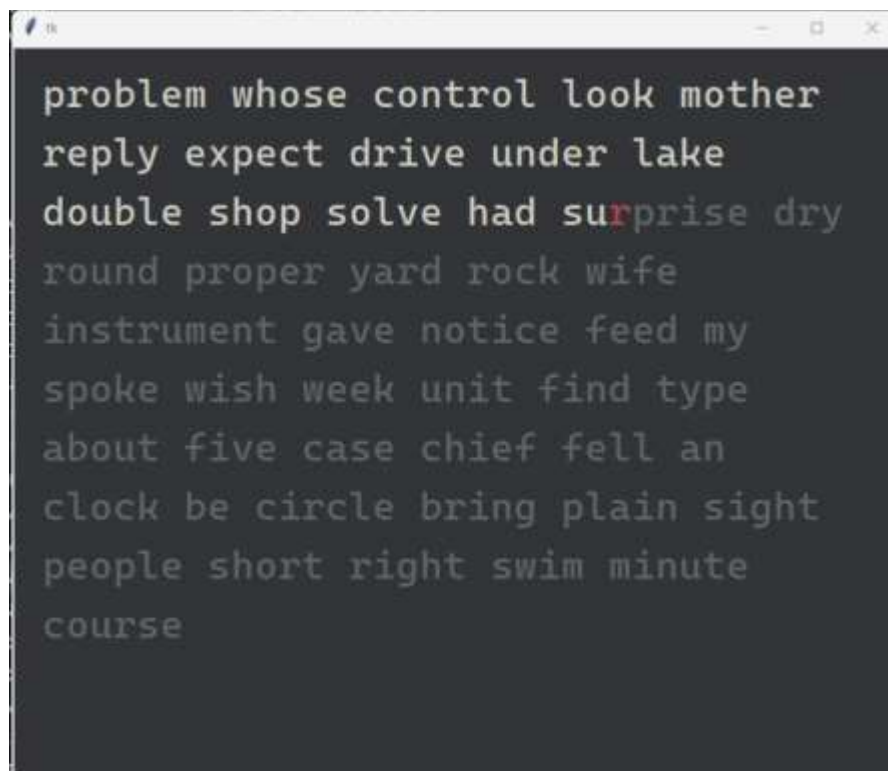 tk
problem whose control look mother
reply expect drive under lake
double shop solve had surprise dry
round proper yard rock wife
instrument gave notice feed my
spoke wish week unit find type
about five case chief fell an
clock be circle bring plain sight
people short right swim minute
course